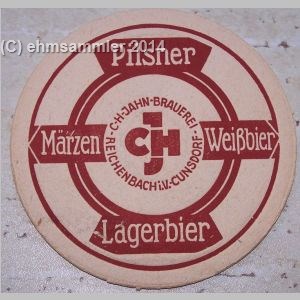 (C) ehmsammler 2014
Pilsner
C·H·JAHN-BRAUEREI·
Märzen
CJH
Weißbier
REICHENBACH i.V.-CUNSDORF·
Lagerbier